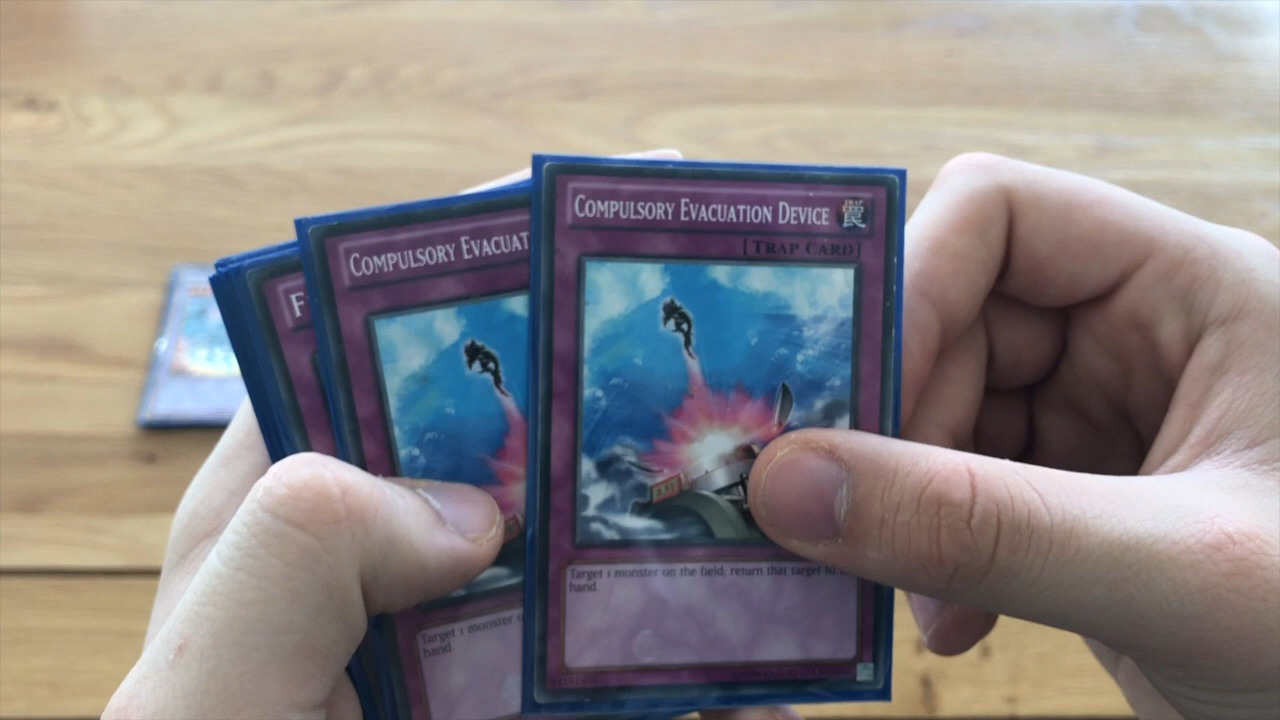 COMPULSORY EVACUATION DEVICE
TRAP
[TRAP CARD]
Target 1 monster on the field; return that target to
hand.
COMPULSORY EVACUAT
Target 1 monster
hand
F